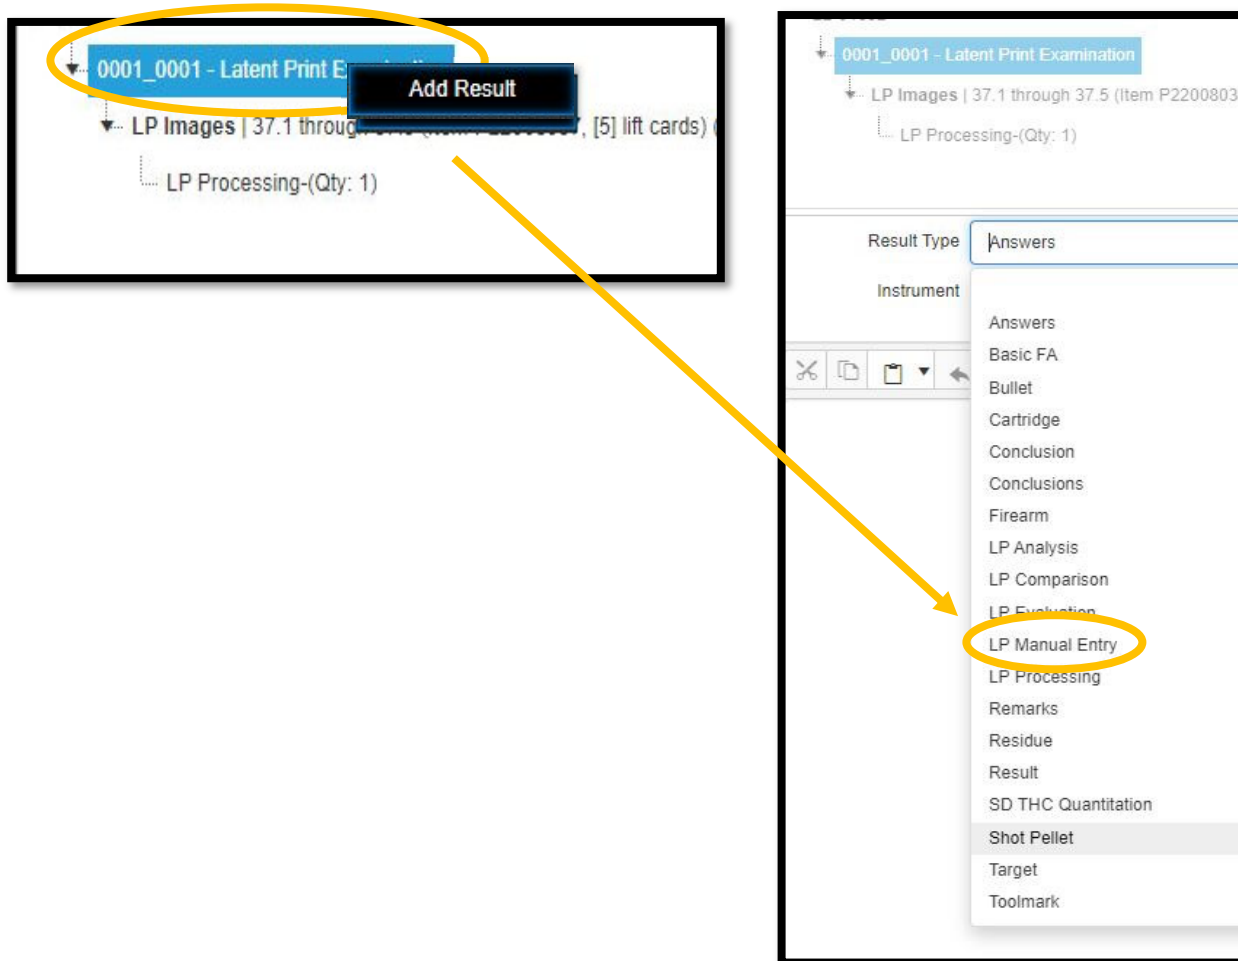 0001_0001 - Latent Print E
Add Result
LP Images | 37.1 throug , [5] lift cards) (
LP Processing-(Qty: 1)
0001_0001 - Latent Print Examination
LP Images | 37.1 through 37.5 (Item P2200803
LP Processing-(Qty: 1)
Result Type Answers
Instrument
Answers
Basic FA
Bullet
Cartridge
Conclusion
Conclusions
Firearm
LP Analysis
LP Comparison
LP Evaluation
LP Manual Entry
LP Processing
Remarks
Residue
Result
SD THC Quantitation
Shot Pellet
Target
Toolmark